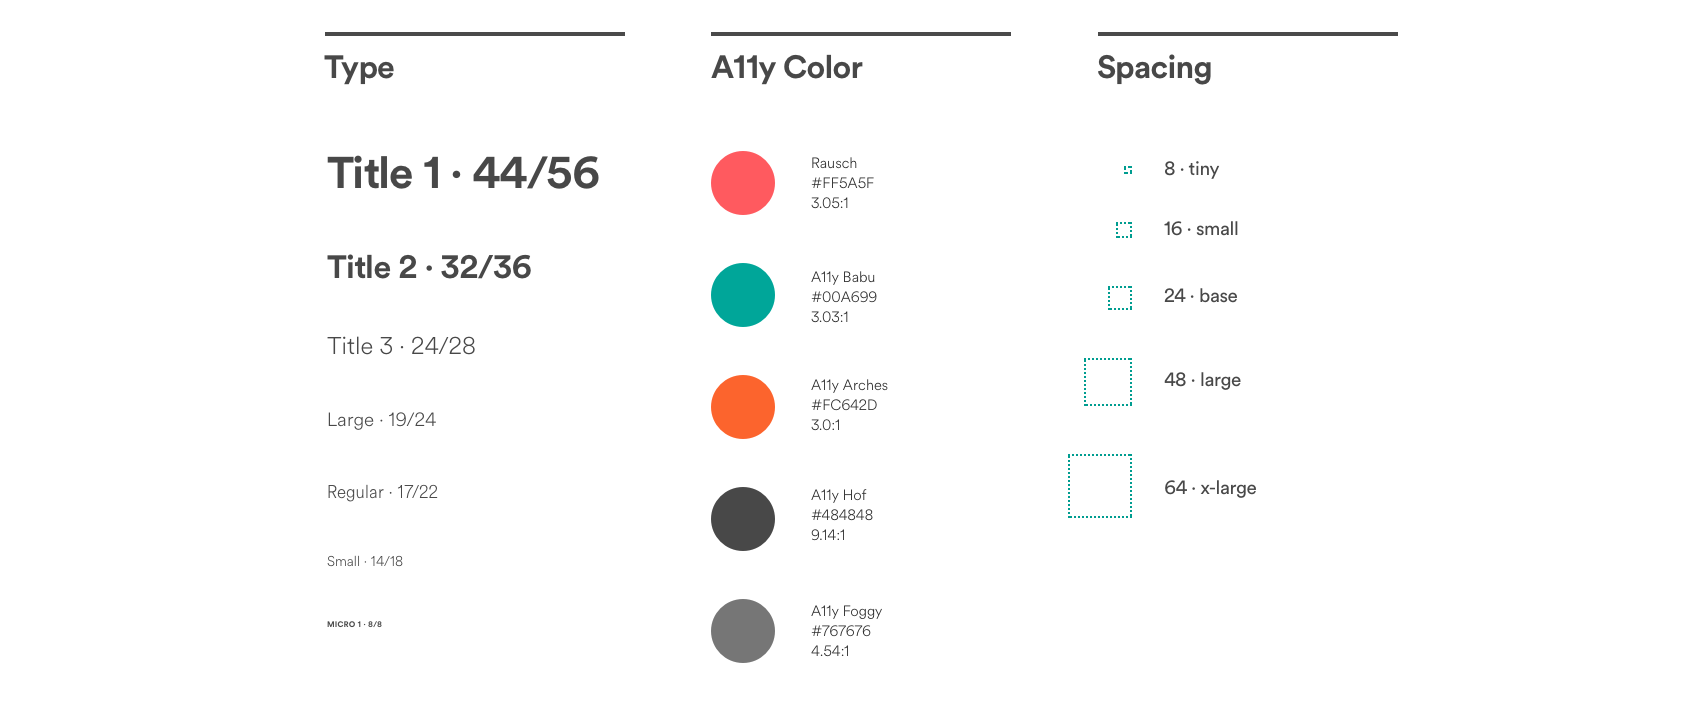 Type
Title 1 · 44/56
Title 2 · 32/36
Title 3 · 24/28
Large · 19/24
Regular · 17/22
Small · 14/18
MICRO 1 · 8/8
A11y Color
Rausch
#FF5A5F
3.05:1
A11y Babu
#00A699
3.03:1
A11y Arches
#FC642D
3.0:1
A11y Hof
#484848
9.14:1
A11y Foggy
#767676
4.54:1
Spacing
8 · tiny
16 · small
24 · base
48 · large
64 · x-large